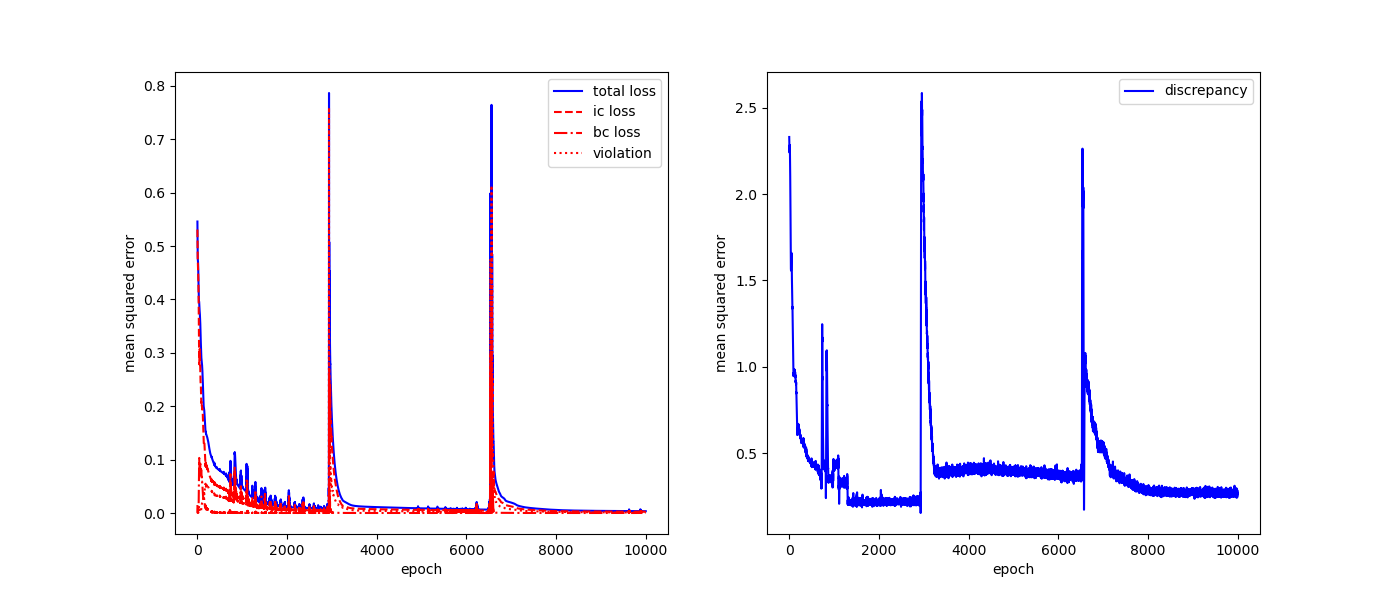 total loss
ic loss
bc loss
violation
0.8
0.7
0.6
0.5
0.4
0.3
0.2
0.1
0.0
mean squared error
0 2000 4000 6000 8000 10000
epoch
discrepancy
2.5
2.0
1.5
1.0
0.5
mean squared error
0 2000 4000 6000 8000 10000
epoch